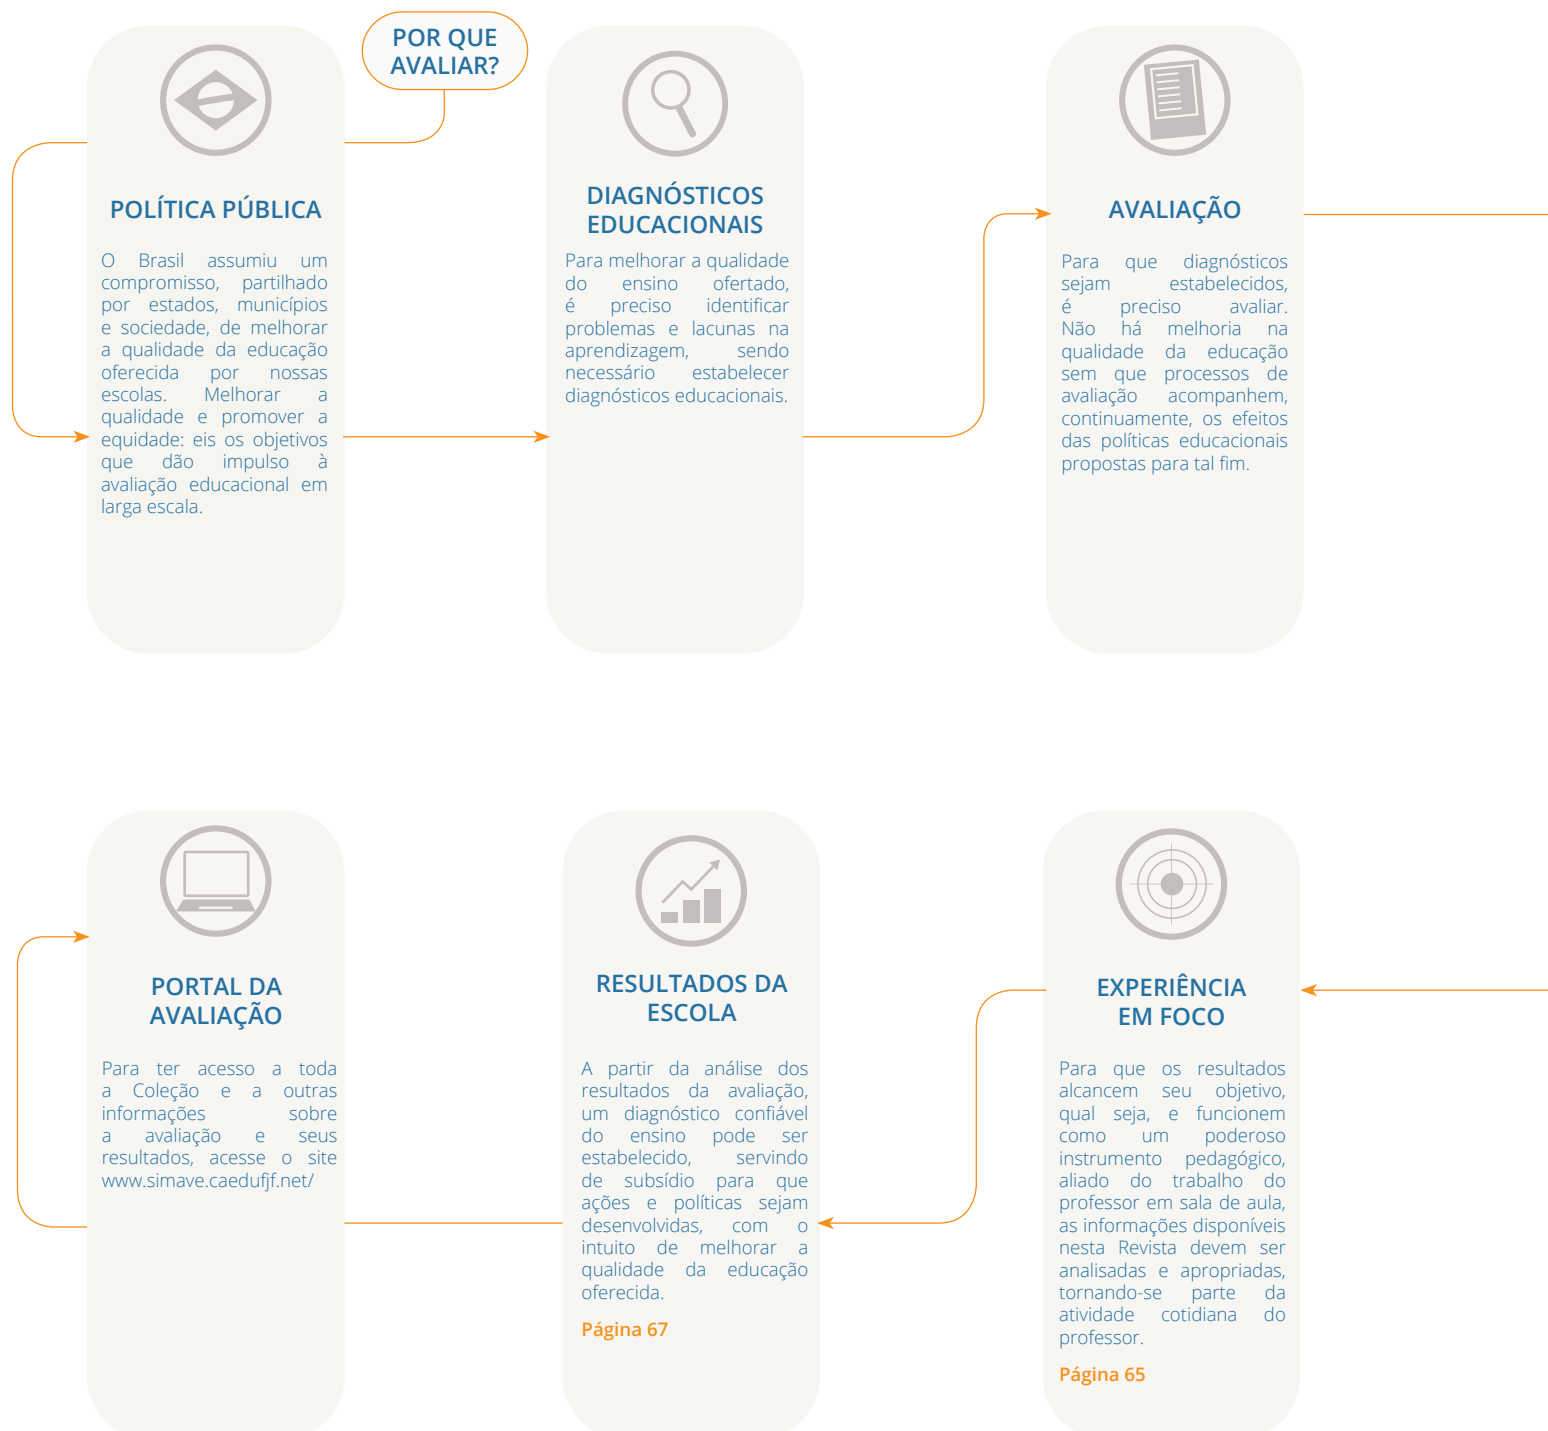 POR QUE
AVALIAR?
POLÍTICA PÚBLICA
O Brasil assumiu um
compromisso, partilhado
por estados, municípios
e sociedade, de melhorar
a qualidade da educação
oferecida por nossas
escolas. Melhorar a
qualidade e promover a
equidade: eis os objetivos
que dão impulso à
avaliação educacional em
larga escala.
DIAGNÓSTICOS
EDUCACIONAIS
Para melhorar a qualidade
do ensino ofertado,
é preciso identificar
problemas e lacunas na
aprendizagem, sendo
necessário estabelecer
diagnósticos educacionais.
AVALIAÇÃO
Para que diagnósticos
sejam estabelecidos,
é preciso avaliar.
Não há melhoria na
qualidade da educação
sem que processos de
avaliação acompanhem,
continuamente, os efeitos
das políticas educacionais
propostas para tal fim.
PORTAL DA
AVALIAÇÃO
Para ter acesso a toda
a Coleção e a outras
informações sobre
a avaliação e seus
resultados, acesse o site
www.simave.caedufjf.net/
RESULTADOS DA
ESCOLA
A partir da análise dos
resultados da avaliação,
um diagnóstico confiável
do ensino pode ser
estabelecido, servindo
de subsídio para que
ações e políticas sejam
desenvolvidas, com o
intuito de melhorar a
qualidade da educação
oferecida.
Página 67
EXPERIÊNCIA
EM FOCO
Para que os resultados
alcancem seu objetivo,
qual seja, e funcionem
como um poderoso
instrumento pedagógico,
aliado do trabalho do
professor em sala de aula,
as informações disponíveis
nesta Revista devem ser
analisadas e apropriadas,
tornando-se parte da
atividade cotidiana do
professor.
Página 65